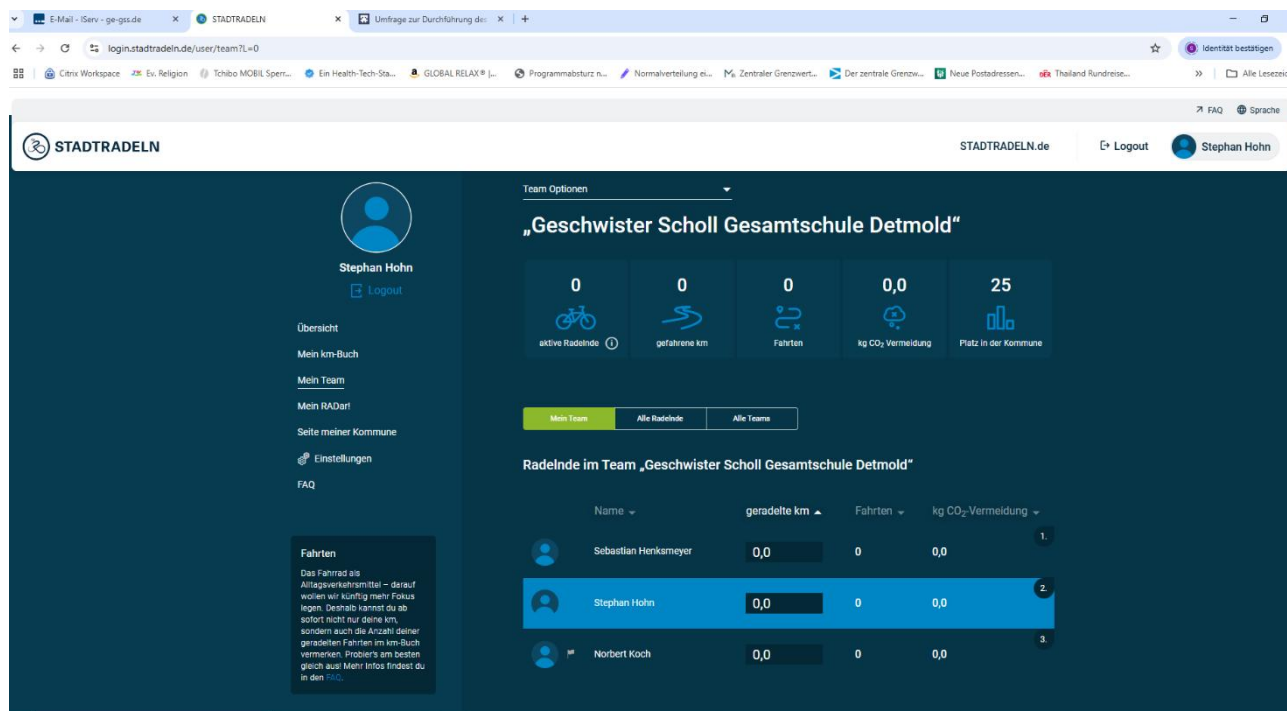 E-Mail - IServ - ge-gss.de
STADTRADELN
Umfrage zur Durchführung des
login.stadtradeln.de/user/team?L=0
Identität bestätigen
Citrix Workspace
Ev. Religion
Tchibo MOBIL Sperr...
Ein Health-Tech-Sta...
GLOBAL RELAX® |...
Programmabsturz n...
Normalverteilung ei...
Zentraler Grenzwert...
Der zentrale Grenzw...
Neue Postadressen...
Thailand Rundreise...
Alle Lesezeic
FAQ
Sprache
STADTRADELN
STADTRADELN.de
Logout
Stephan Hohn
Stephan Hohn
Logout
Übersicht
Mein km-Buch
Mein Team
Mein RADar!
Seite meiner Kommune
Einstellungen
FAQ
Fahrten
Das Fahrrad als
Alltagsverkehrsmittel – darauf
wollen wir künftig mehr Fokus
legen. Deshalb kannst du ab
sofort nicht nur deine km,
sondern auch die Anzahl deiner
geradelten Fahrten im km-Buch
vermerken. Probier's am besten
gleich aus! Mehr Infos findest du
in den FAQ.
Team Optionen
„Geschwister Scholl Gesamtschule Detmold“
0
aktive Radelnde
0
gefahrene km
0
Fahrten
0,0
kg CO₂ Vermeidung
25
Platz in der Kommune
Mein Team
Alle Radelnde
Alle Teams
Radelnde im Team „Geschwister Scholl Gesamtschule Detmold“
Name geradelte km Fahrten kg CO₂-Vermeidung
1.
Sebastian Henksmeyer 0,0 0 0,0
2.
Stephan Hohn 0,0 0 0,0
3.
Norbert Koch 0,0 0 0,0